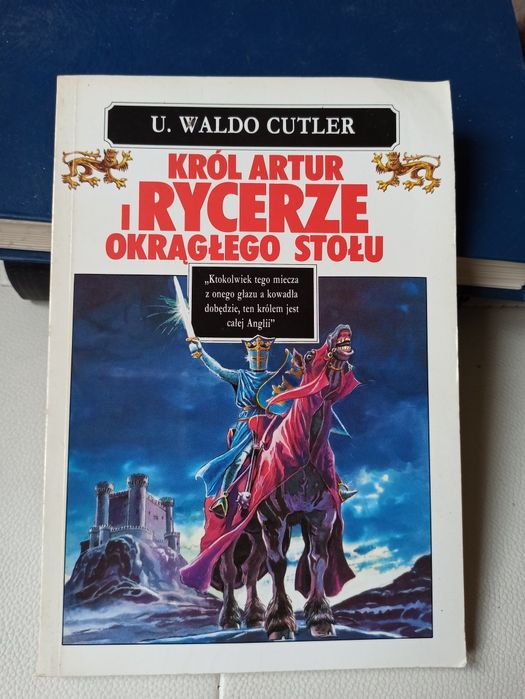 U. WALDO CUTLER
KRÓL ARTUR
I RYCERZE
OKRĄGŁEGO STOŁU
„Ktokolwiek tego miecza
z onego głazu a kowadła
dobędzie, ten królem jest
całej Anglii”